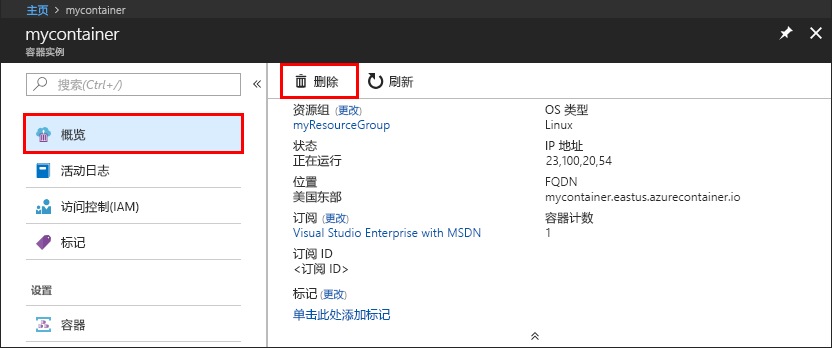 主页 > mycontainer
mycontainer
容器实例
搜索(Ctrl+/)
«
概览
活动日志
访问控制(IAM)
标记
设置
容器
删除 刷新
资源组 (更改)
myResourceGroup
状态
正在运行
位置
美国东部
订阅 (更改)
Visual Studio Enterprise with MSDN
订阅 ID
<订阅 ID>
标记 (更改)
单击此处添加标记
OS 类型
Linux
IP 地址
23,100,20,54
FQDN
mycontainer.eastus.azurecontainer.io
容器计数
1